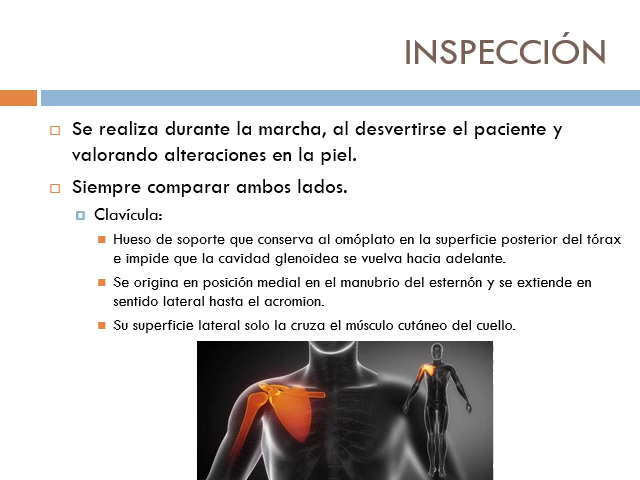 INSPECCIÓN
Se realiza durante la marcha, al desvertirse el paciente y
valorando alteraciones en la piel.
Siempre comparar ambos lados.
Clavícula:
Hueso de soporte que conserva al omóplato en la superficie posterior del tórax
e impide que la cavidad glenoidea se vuelva hacia adelante.
Se origina en posición medial en el manubrio del esternón y se extiende en
sentido lateral hasta el acromion.
Su superficie lateral solo la cruza el músculo cutáneo del cuello.